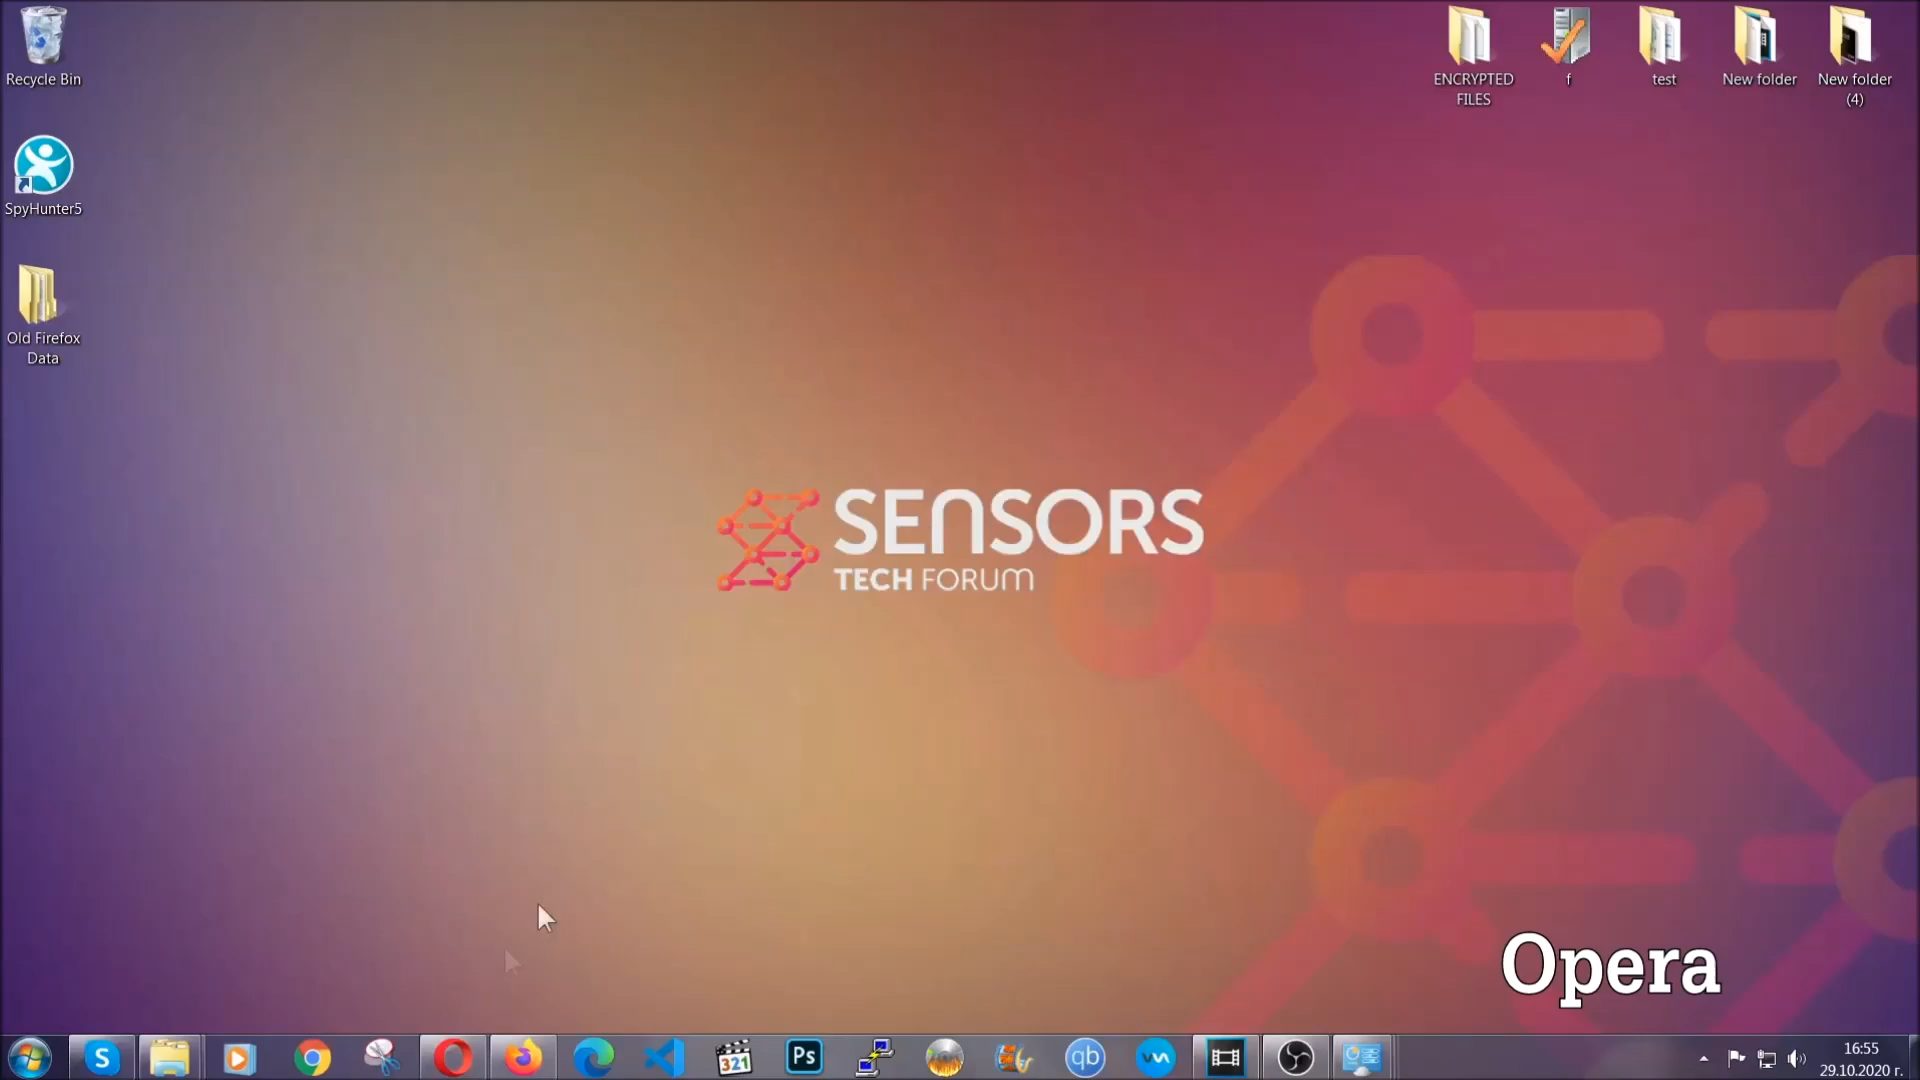 Recycle Bin
SpyHunter5
Old Firefox
Data
ENCRYPTED
FILES
f
test
New folder
New folder
(4)
SENSORS
TECH FORUM
Opera
S
321
Ps
qb
16:55
29.10.2020 г.